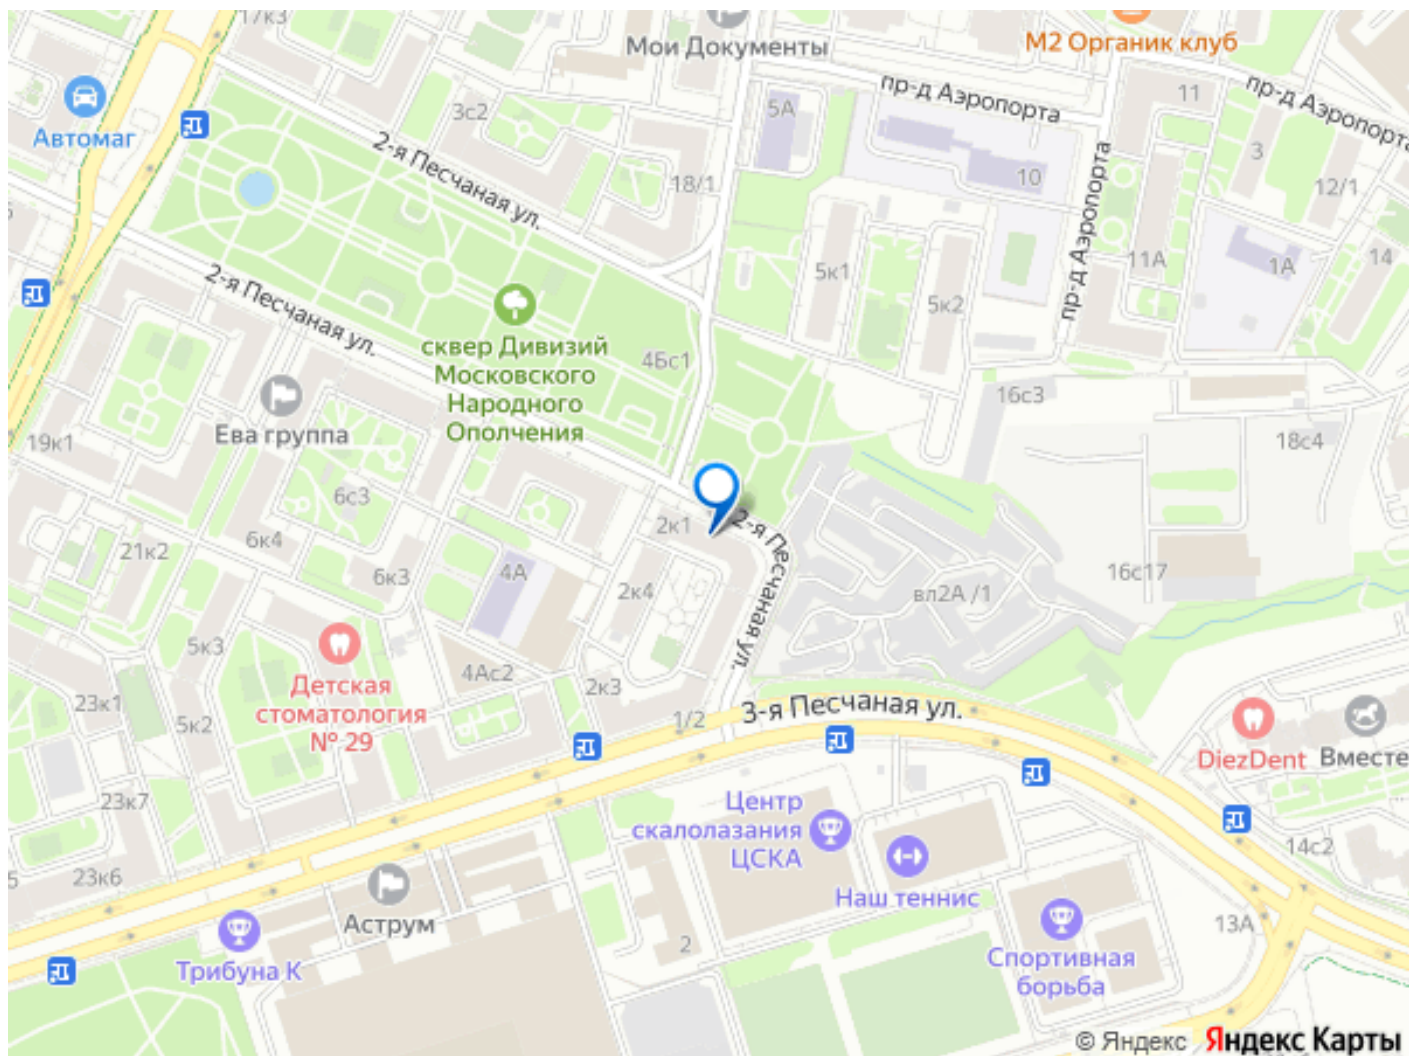 17к3
Мои Документы
М2 Органик клуб
Автомаг
3с2
5А
пр-д Аэропорта
11
пр-д Аэропорта
2-я Песчаная ул.
18/1
10
3
12/1
пр-д Аэропорта
2-я Песчаная ул.
5к1
11А
1А
14
5к2
сквер Дивизий
Московского
Народного
Ополчения
4Бс1
16с3
Ева группа
19к1
18с4
6с3
2к1
2-я Песчаная ул.
21к2
6к4
6к3
4А
2к4
вл2А /1
16с17
5к3
4Ас2
2к3
Детская
стоматология
№ 29
23к1
5к2
1/2
3-я Песчаная ул.
DiezDent
Вместе
23к7
Центр
скалолазания
ЦСКА
14с2
23к6
Наш теннис
Аструм
2
13А
Трибуна К
Спортивная
борьба
© Яндекс Яндекс Карты